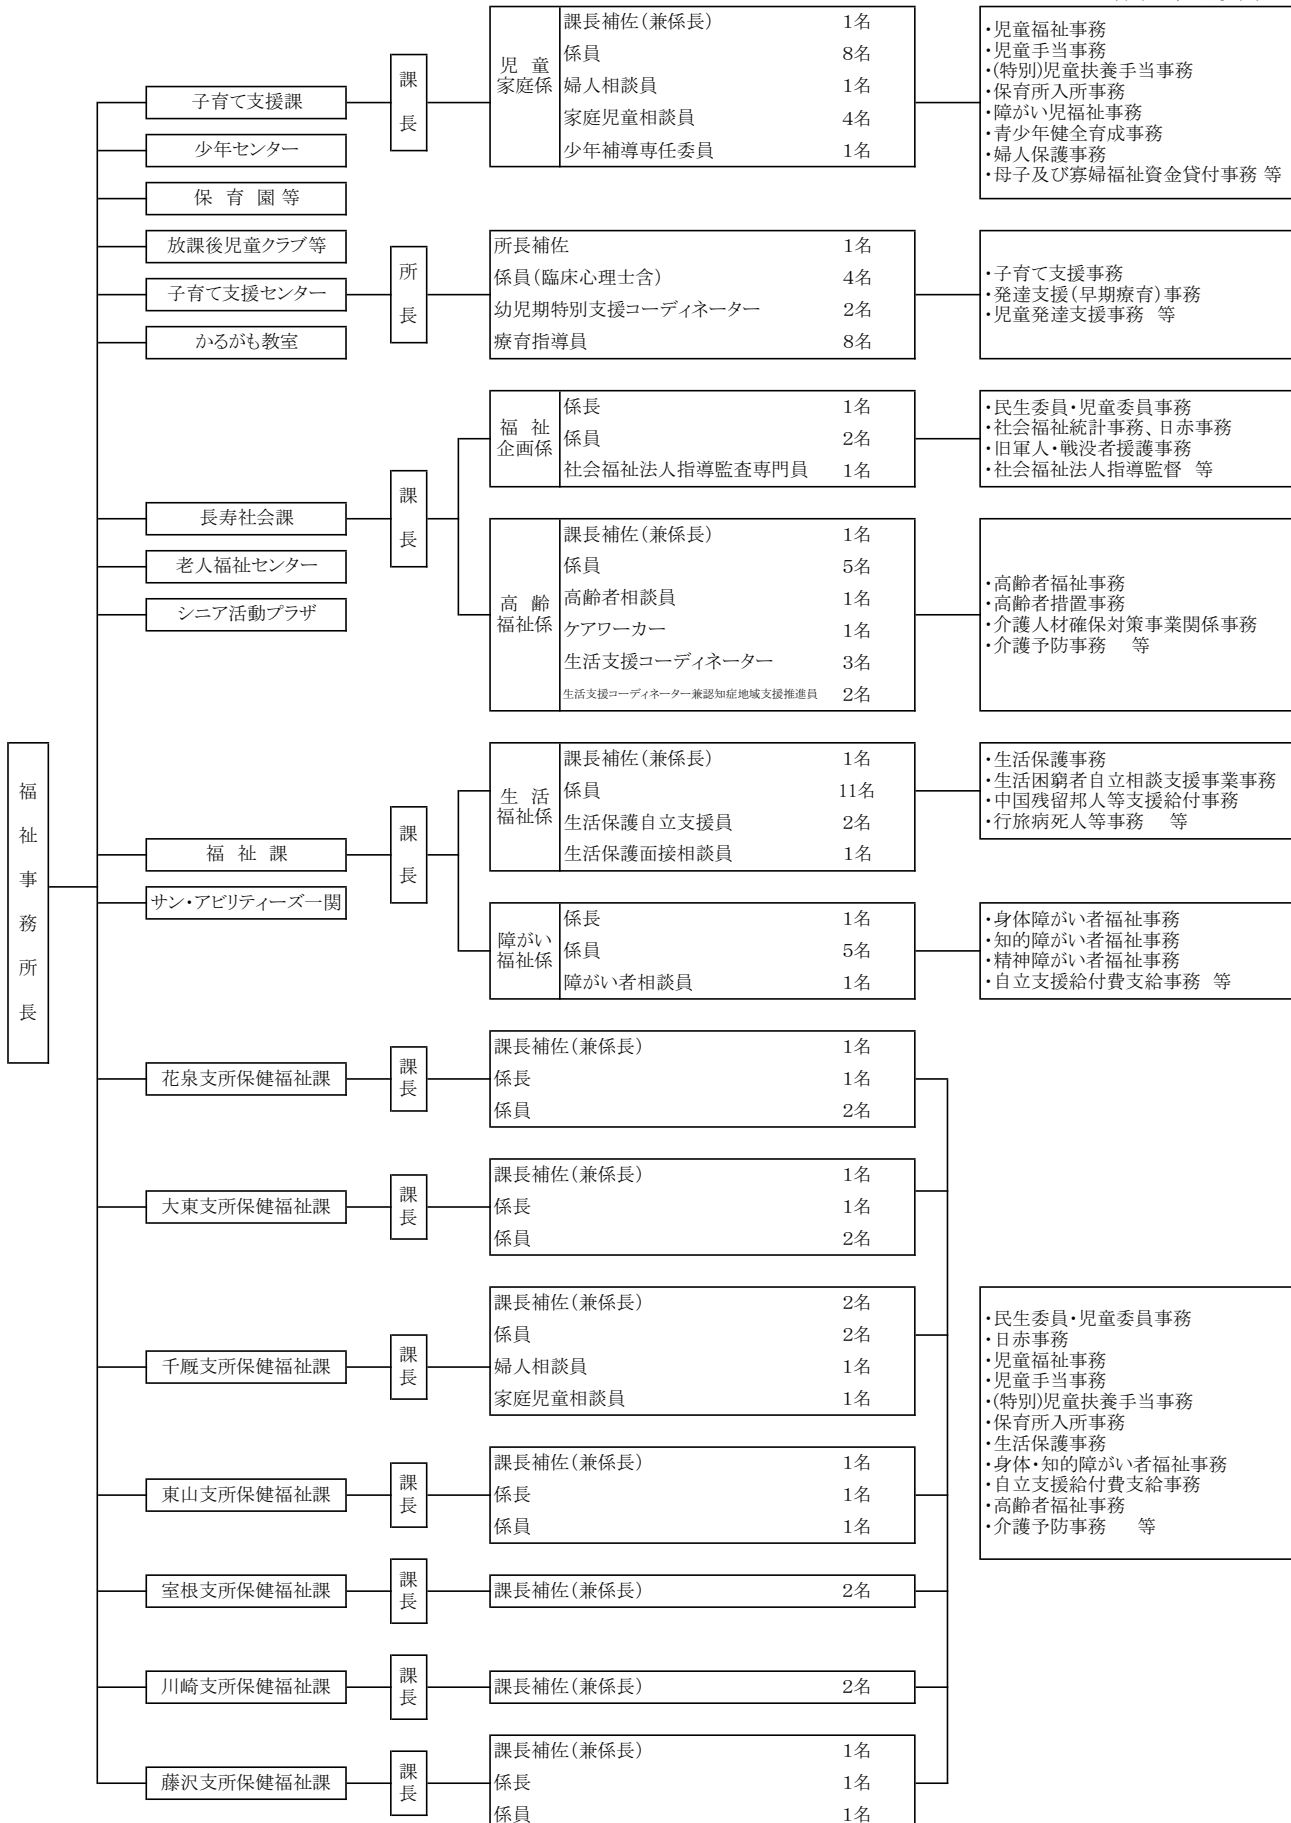 福祉事務所長
子育て支援課
課長
児童
家庭係
課長補佐(兼係長) 1名
係員 8名
婦人相談員 1名
家庭児童相談員 4名
少年補導専任委員 1名
・児童福祉事務
・児童手当事務
・(特別)児童扶養手当事務
・保育所入所事務
・障がい児福祉事務
・青少年健全育成事務
・婦人保護事務
・母子及び寡婦福祉資金貸付事務 等
少年センター
保育園等
放課後児童クラブ等
子育て支援センター
かるがも教室
所長
所長補佐 1名
係員(臨床心理士含) 4名
幼児期特別支援コーディネーター 2名
療育指導員 8名
・子育て支援事務
・発達支援(早期療育)事務
・児童発達支援事務 等
長寿社会課
老人福祉センター
シニア活動プラザ
課長
福祉
企画係
係長 1名
係員 2名
社会福祉法人指導監査専門員 1名
・民生委員・児童委員事務
・社会福祉統計事務、日赤事務
・旧軍人・戦没者援護事務
・社会福祉法人指導監督 等
高齢
福祉係
課長補佐(兼係長) 1名
係員 5名
高齢者相談員 1名
ケアワーカー 1名
生活支援コーディネーター 3名
生活支援コーディネーター兼認知症地域支援推進員 2名
・高齢者福祉事務
・高齢者措置事務
・介護人材確保対策事業関係事務
・介護予防事務 等
福祉課
サン・アビリティーズ一関
課長
生活
福祉係
課長補佐(兼係長) 1名
係員 11名
生活保護自立支援員 2名
生活保護面接相談員 1名
・生活保護事務
・生活困窮者自立相談支援事業事務
・中国残留邦人等支援給付事務
・行旅病死人等事務 等
障がい
福祉係
係長 1名
係員 5名
障がい者相談員 1名
・身体障がい者福祉事務
・知的障がい者福祉事務
・精神障がい者福祉事務
・自立支援給付費支給事務 等
花泉支所保健福祉課
課長
課長補佐(兼係長) 1名
係長 1名
係員 2名
大東支所保健福祉課
課長
課長補佐(兼係長) 1名
係長 1名
係員 2名
千厩支所保健福祉課
課長
課長補佐(兼係長) 2名
係員 2名
婦人相談員 1名
家庭児童相談員 1名
東山支所保健福祉課
課長
課長補佐(兼係長) 1名
係長 1名
係員 1名
室根支所保健福祉課
課長
課長補佐(兼係長) 2名
川崎支所保健福祉課
課長
課長補佐(兼係長) 2名
藤沢支所保健福祉課
課長
課長補佐(兼係長) 1名
係長 1名
係員 1名
・民生委員・児童委員事務
・日赤事務
・児童福祉事務
・児童手当事務
・(特別)児童扶養手当事務
・保育所入所事務
・生活保護事務
・身体・知的障がい者福祉事務
・自立支援給付費支給事務
・高齢者福祉事務
・介護予防事務 等